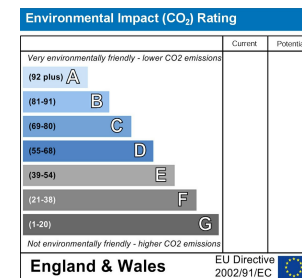 Environmental Impact (CO₂) Rating
Current Potential
Very environmentally friendly - lower CO2 emissions
(92 plus) A
(81-91) B
(69-80) C
(55-68) D
(39-54) E
(21-38) F
(1-20) G
Not environmentally friendly - higher CO2 emissions
England & Wales
EU Directive
2002/91/EC